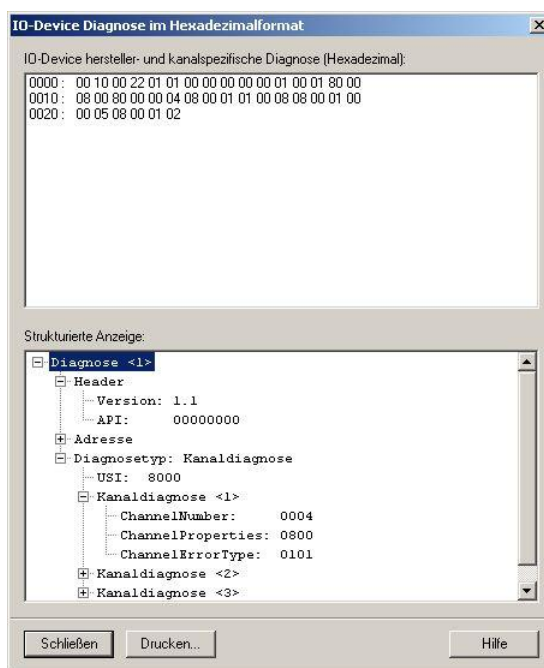 IO-Device Diagnose im Hexadezimalformat
IO-Device hersteller- und kanalspezifische Diagnose (Hexadezimal):
0000 : 00 10 00 22 01 01 00 00 00 00 00 01 00 01 80 00
0010 : 08 00 80 00 00 04 08 00 01 01 00 08 08 00 01 00
0020 : 00 05 08 00 01 02
Strukturierte Anzeige:
Diagnose <1>
Header
Version: 1.1
API: 00000000
Adresse
Diagnosetyp: Kanaldiagnose
USI: 8000
Kanaldiagnose <1>
ChannelNumber: 0004
ChannelProperties: 0800
ChannelErrorType: 0101
Kanaldiagnose <2>
Kanaldiagnose <3>
Schließen Drucken... Hilfe